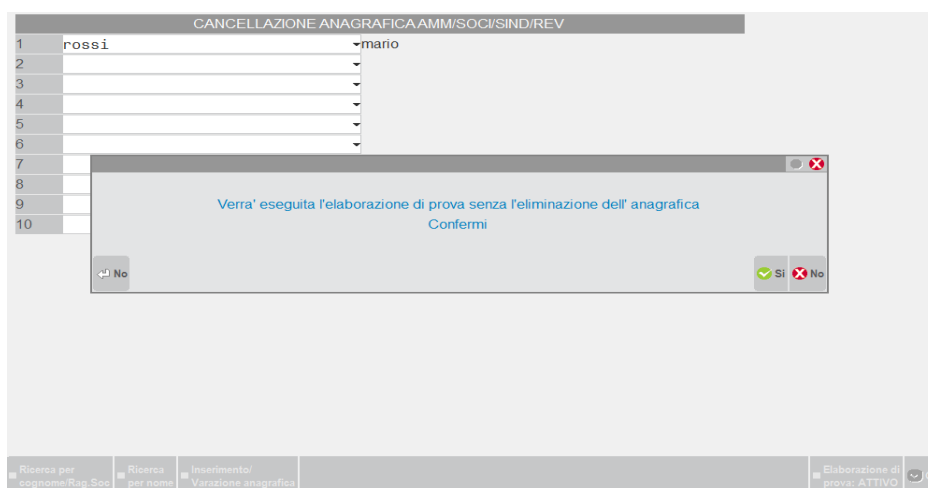 CANCELLAZIONE ANAGRAFICA AMM/SOCI/SIND/REV
1 rossi mario
2
3
4
5
6
7
8
9
10
Verra' eseguita l'elaborazione di prova senza l'eliminazione dell' anagrafica
Confermi
No Si No
Ricerca per cognome/Rag.Soc
Ricerca per nome
Inserimento/ Varazione anagrafica
Elaborazione di prova: ATTIVO